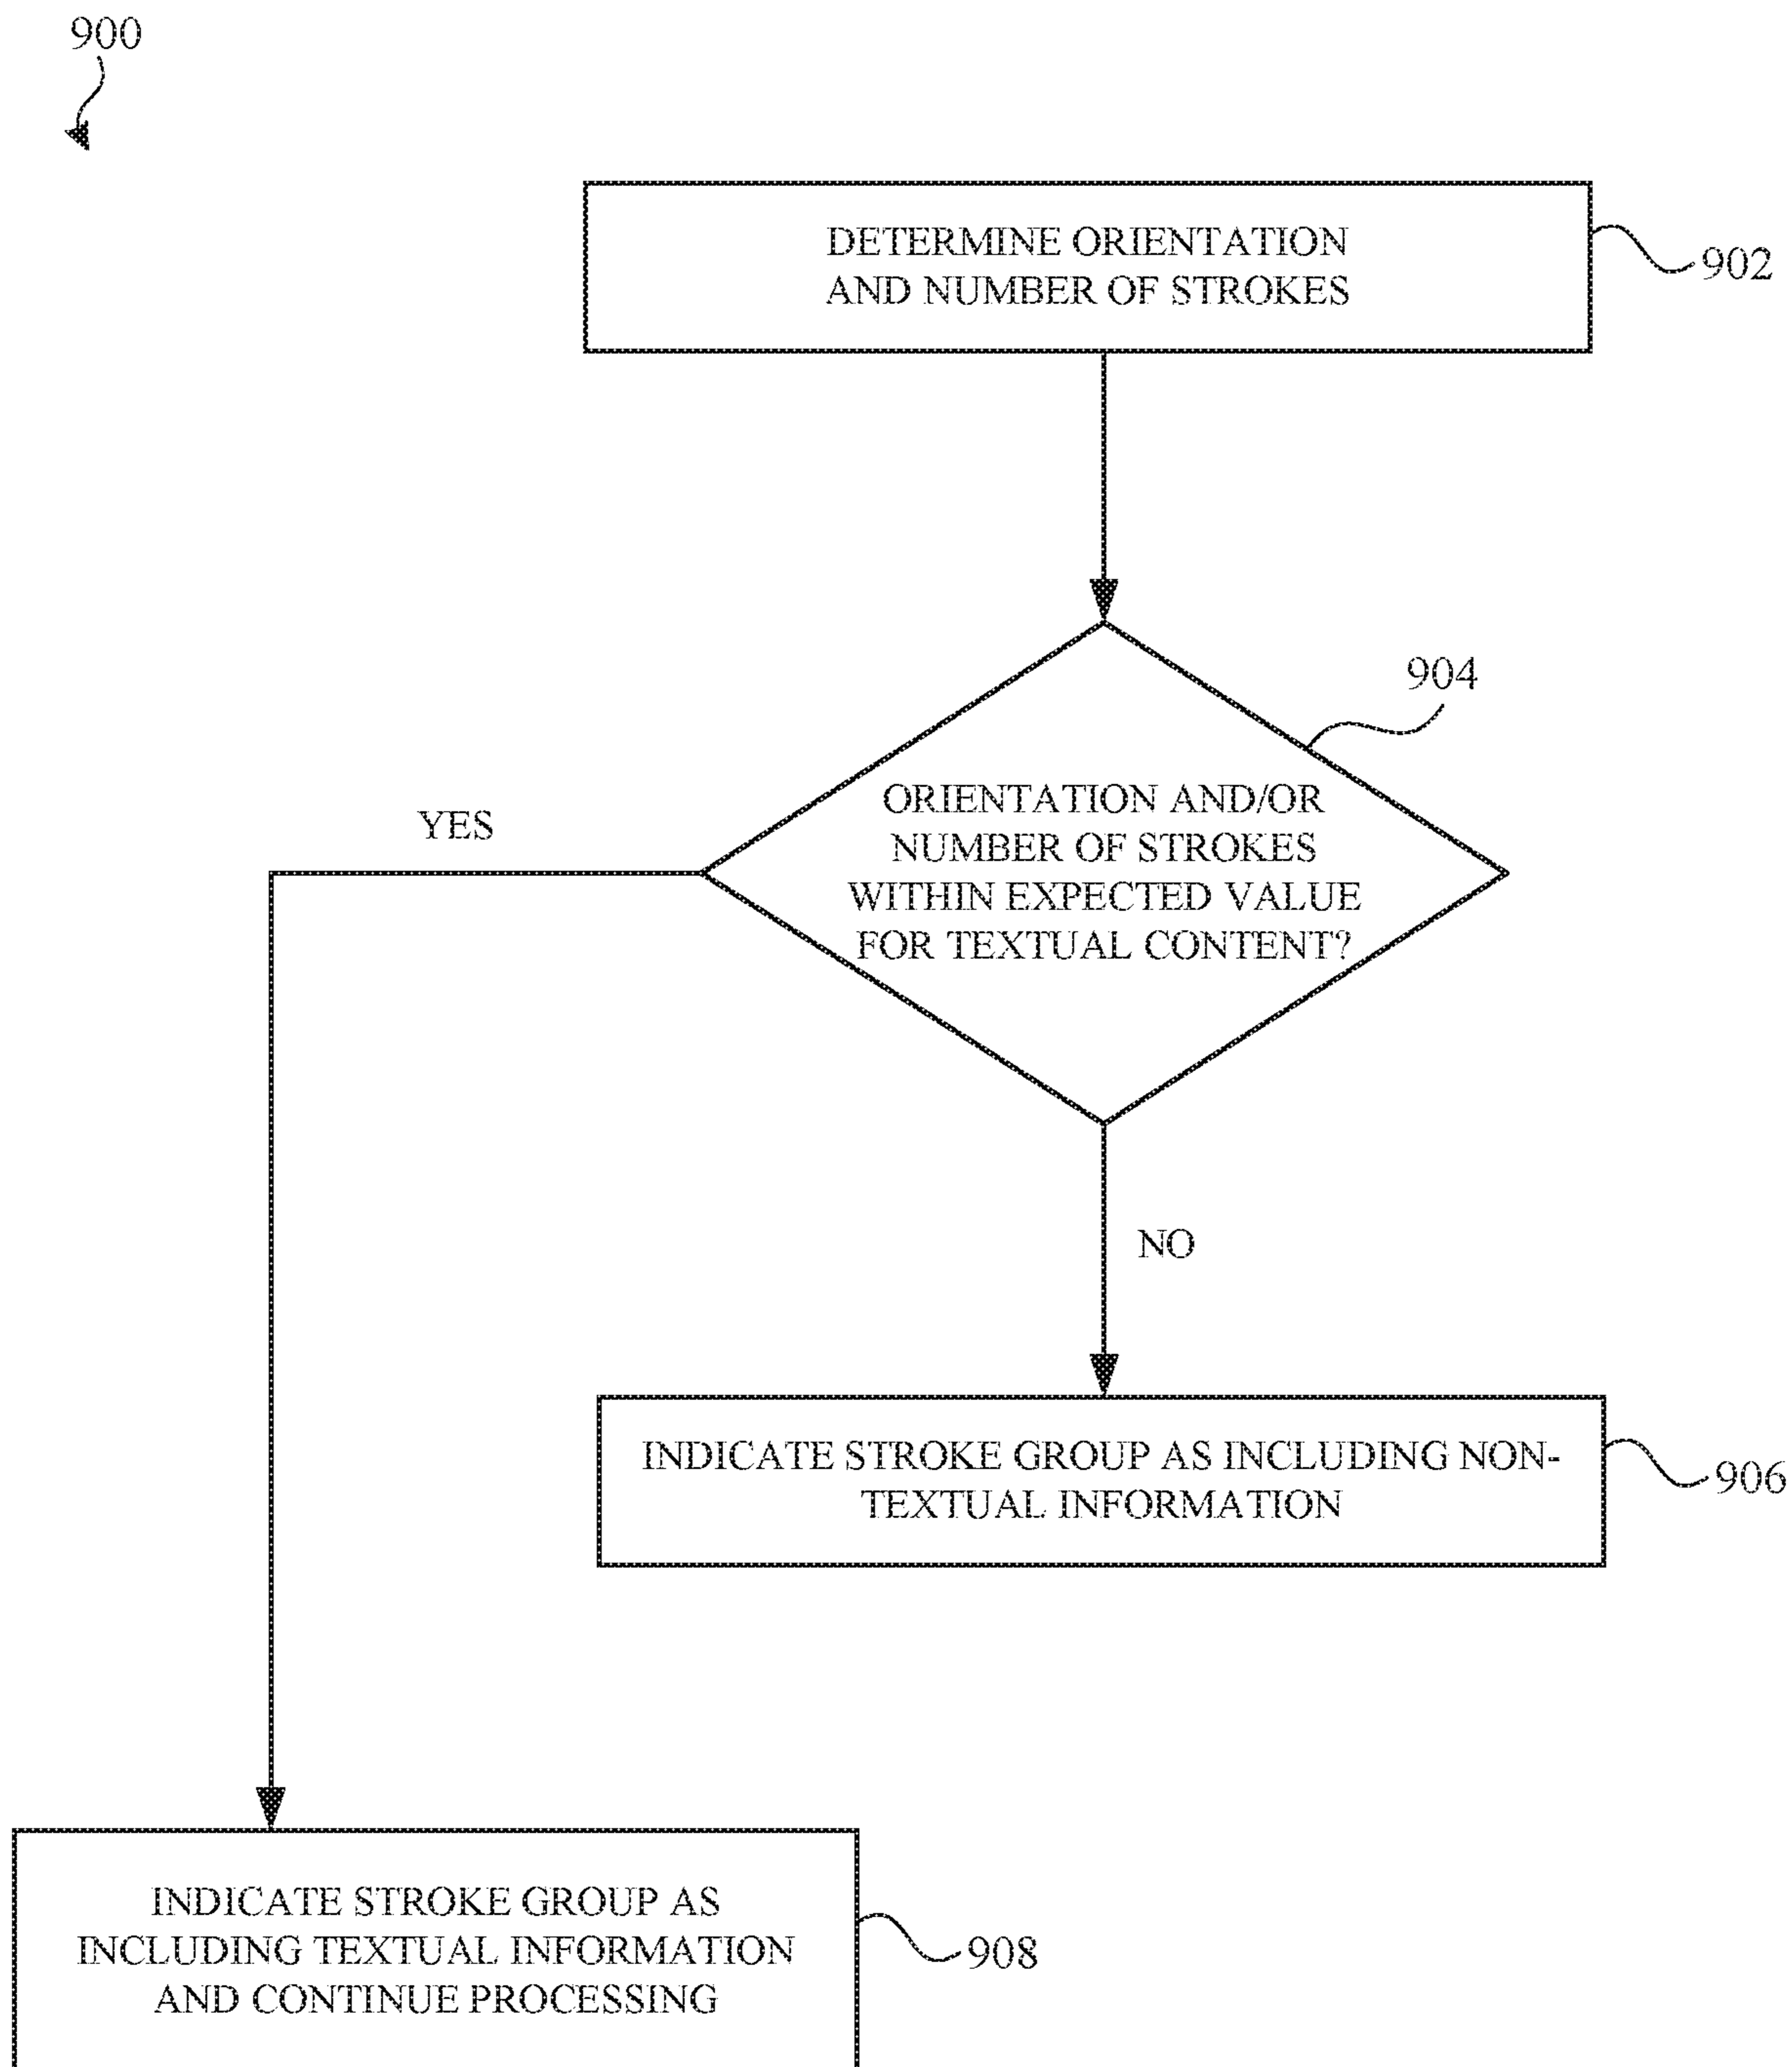 900
DETERMINE ORIENTATION
AND NUMBER OF STROKES
902
904
ORIENTATION AND/OR
NUMBER OF STROKES
WITHIN EXPECTED VALUE
FOR TEXTUAL CONTENT?
YES
NO
INDICATE STROKE GROUP AS INCLUDING NON-
TEXTUAL INFORMATION
906
INDICATE STROKE GROUP AS
INCLUDING TEXTUAL INFORMATION
AND CONTINUE PROCESSING
908